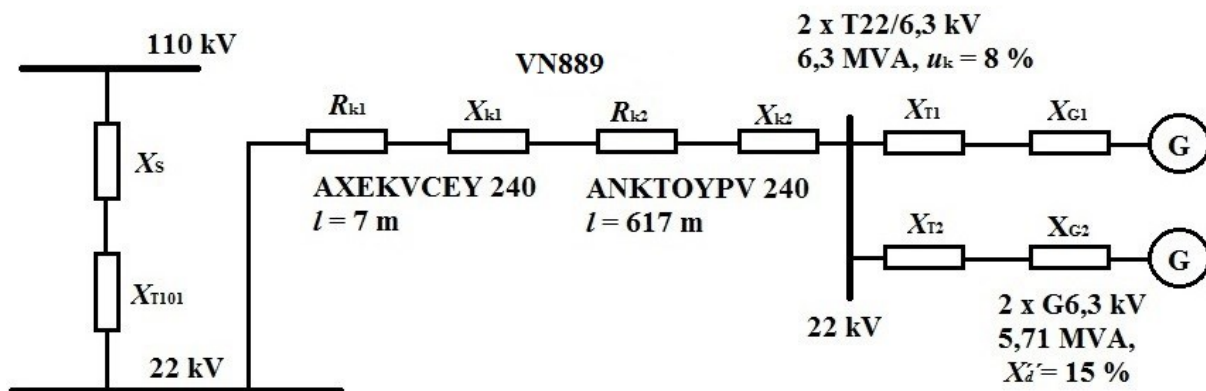 110 kV
VN889
2 x T22/6,3 kV
6,3 MVA, uk = 8 %
Rk1
Xk1
Rk2
Xk2
XT1
XG1
G
XS
AXEKVCEY 240
l = 7 m
ANKTOYPV 240
l = 617 m
XT2
XG2
G
XT101
22 kV
22 kV
2 x G6,3 kV
5,71 MVA,
X″d = 15 %